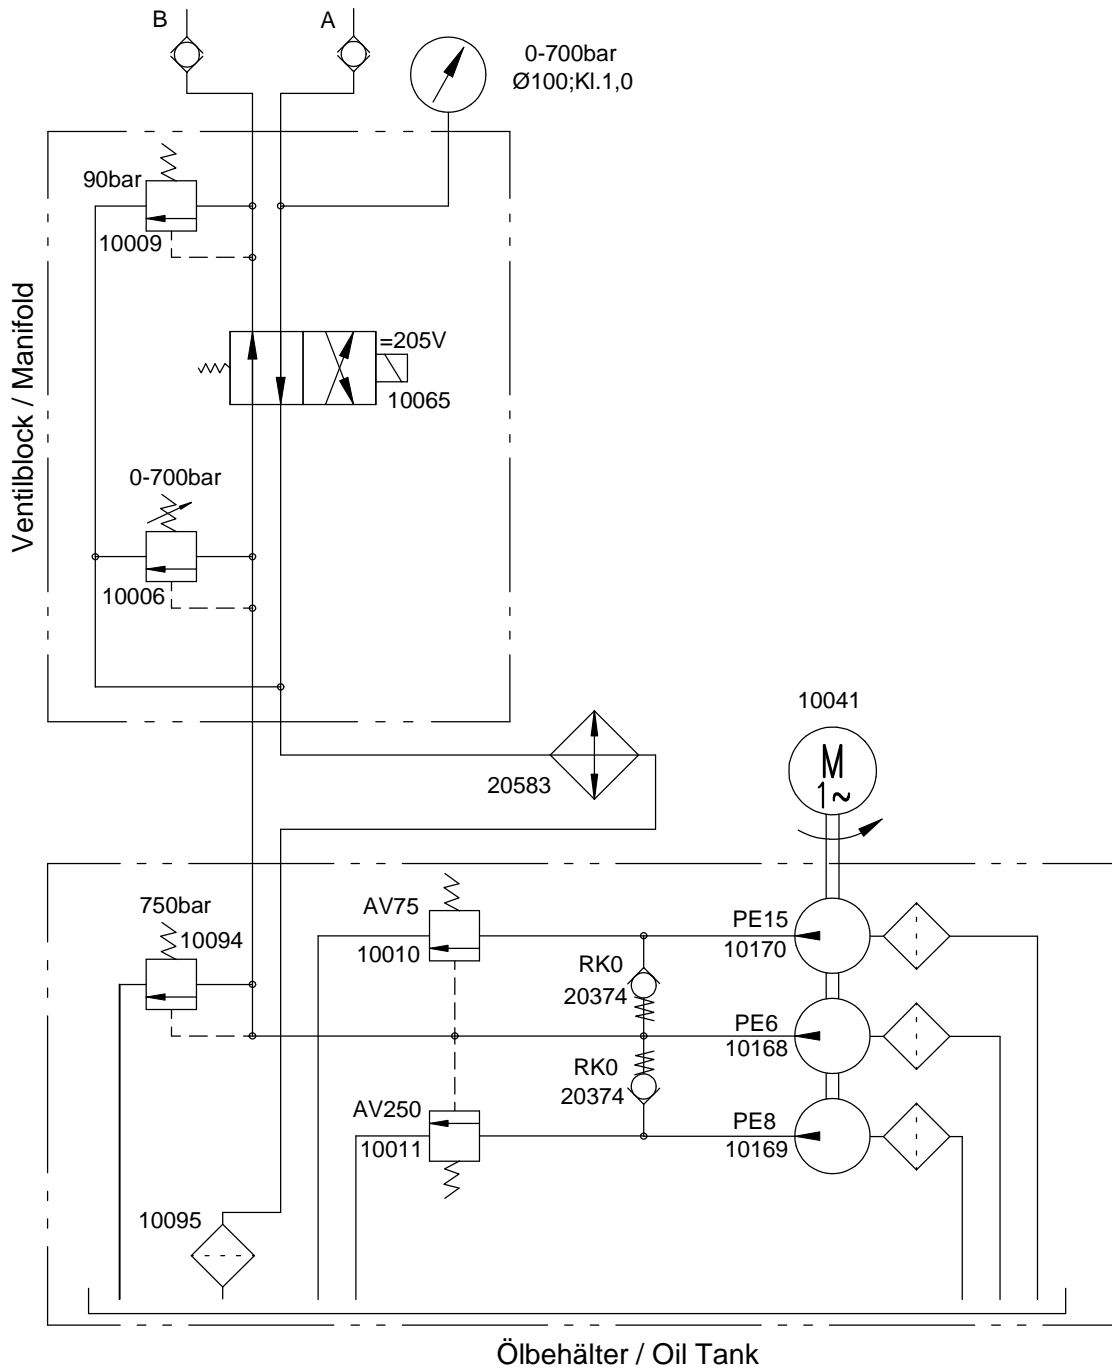 B
A
0-700bar
Ø100;Kl.1,0
90bar
10009
=205V
10065
Ventilblock / Manifold
0-700bar
10006
20583
10041
M
1~
750bar
10094
AV75
10010
PE15
10170
RK0
20374
PE6
10168
RK0
20374
AV250
10011
PE8
10169
10095
Ölbehälter / Oil Tank